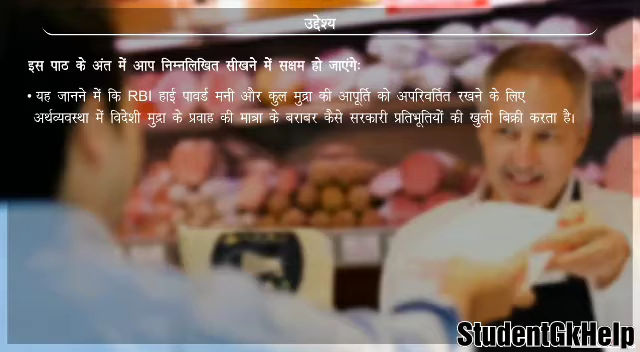 उद्देश्य
इस पाठ के अंत में आप निम्नलिखित सीखने में सक्षम हो जाएंगेः
• यह जानने में कि RBI हाई पावर्ड मनी और कुल मुद्रा की आपूर्ति को अपरिवर्तित रखने के लिए
अर्थव्यवस्था में विदेशी मुद्रा के प्रवाह की मात्रा के बराबर कैसे सरकारी प्रतिभूतियों की खुली बिक्री करता है।
StudentGkHelp